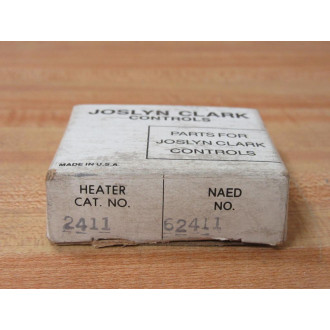 JOSLYN CLARK
CONTROLS
PARTS FOR
JOSLYN CLARK
CONTROLS
MADE IN U.S.A
HEATER
CAT. NO.
2411
NAED
NO.
62411